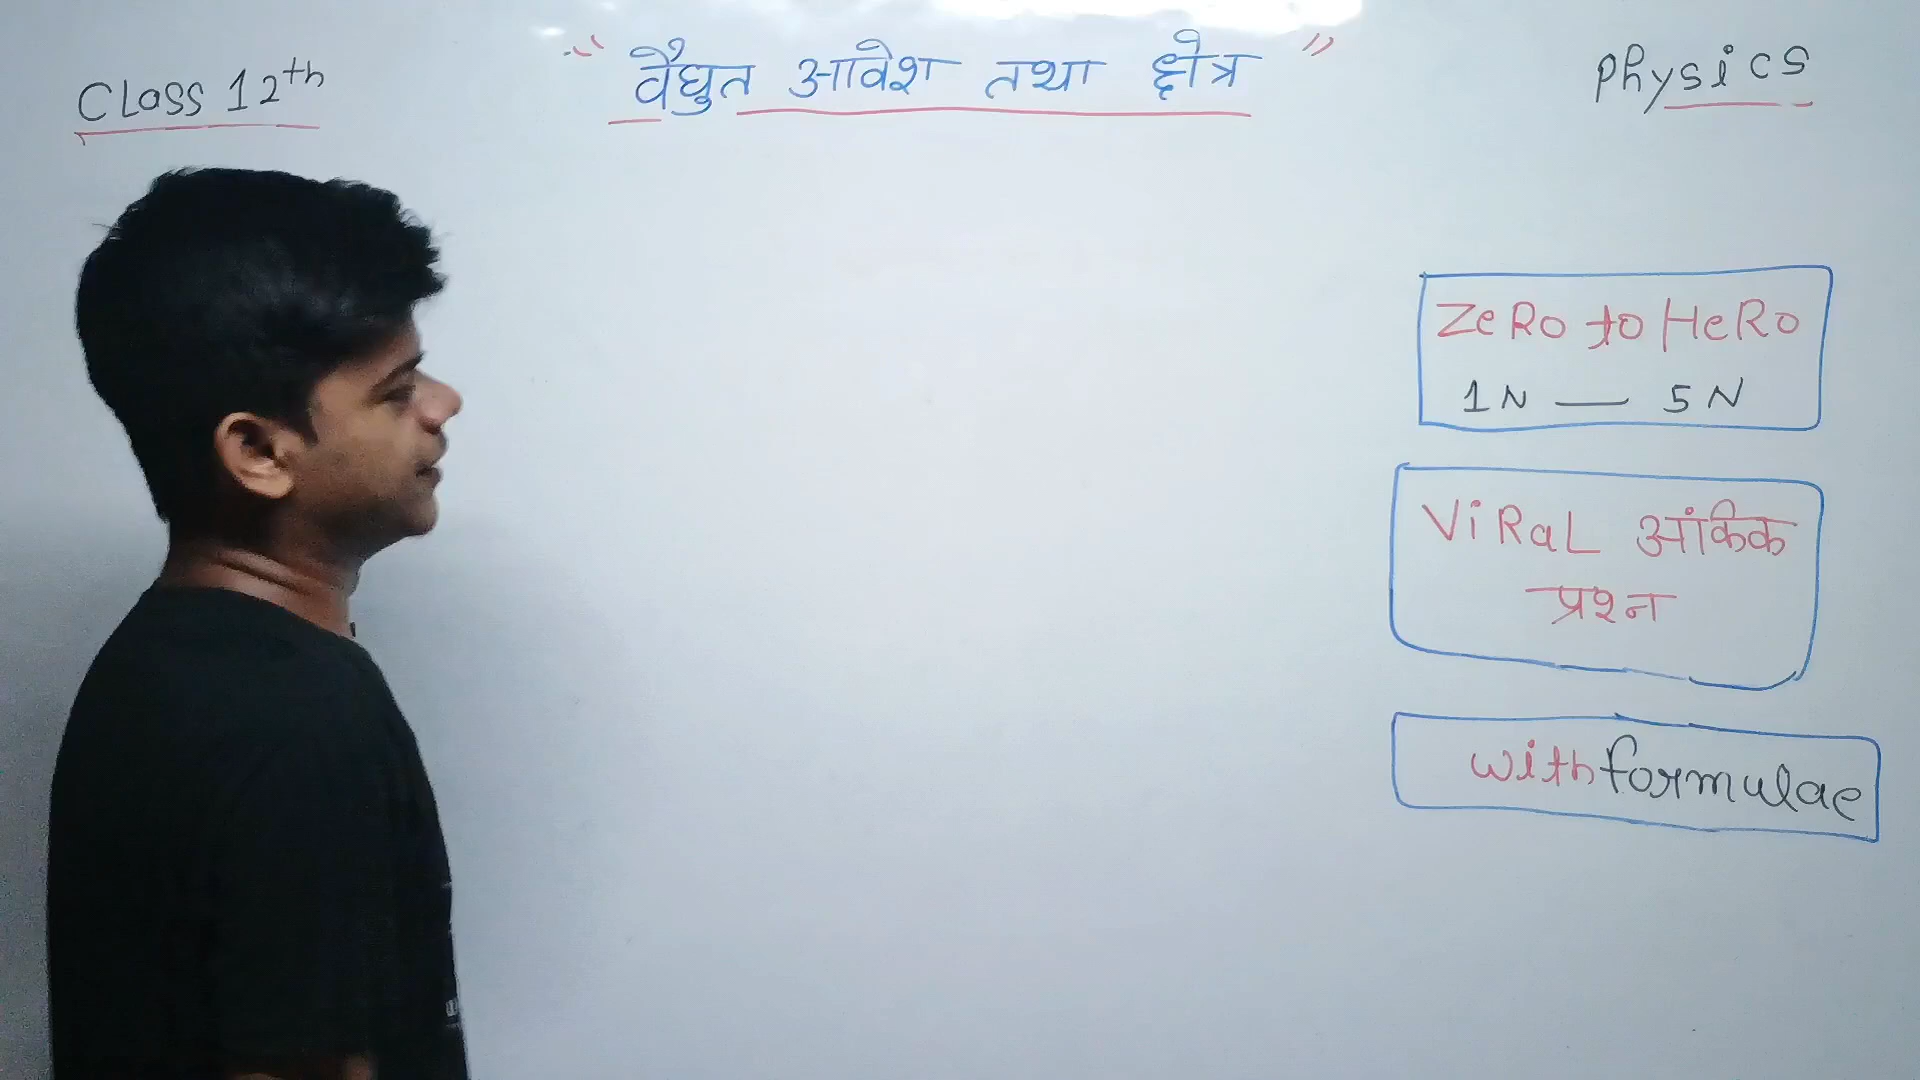 CLass 12th
" वैघुत आवेश तथा क्षेत्र "
Physics
ZeRo to HeRo
1N — 5N
ViRaL आंकिक
प्रश्न
with formulae